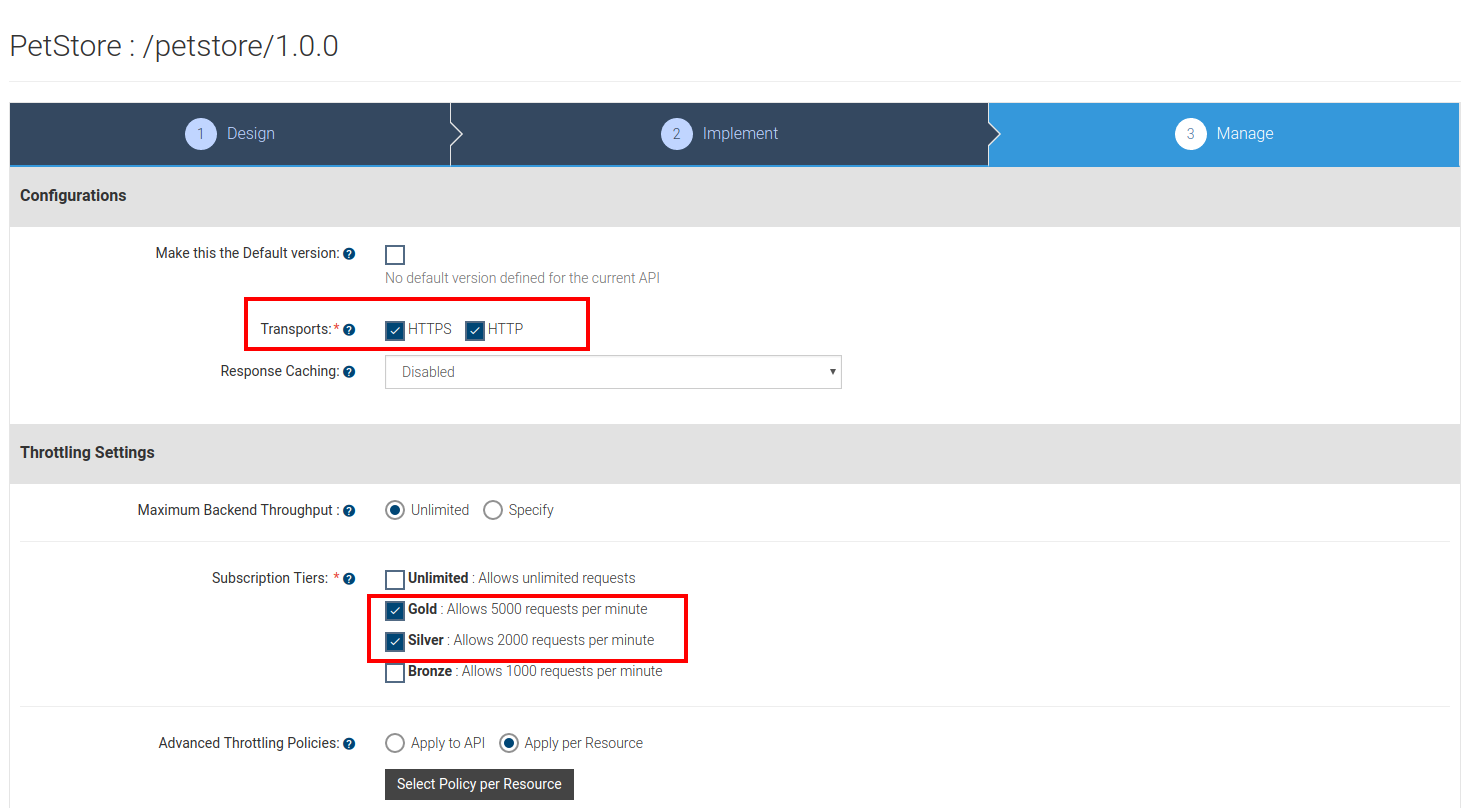 PetStore : /petstore/1.0.0
1 Design 2 Implement 3 Manage
Configurations
Make this the Default version: ?
No default version defined for the current API
Transports:* ? HTTPS HTTP
Response Caching: ? Disabled
Throttling Settings
Maximum Backend Throughput : ? Unlimited Specify
Subscription Tiers: * ? Unlimited : Allows unlimited requests
Gold : Allows 5000 requests per minute
Silver : Allows 2000 requests per minute
Bronze : Allows 1000 requests per minute
Advanced Throttling Policies: ? Apply to API Apply per Resource
Select Policy per Resource